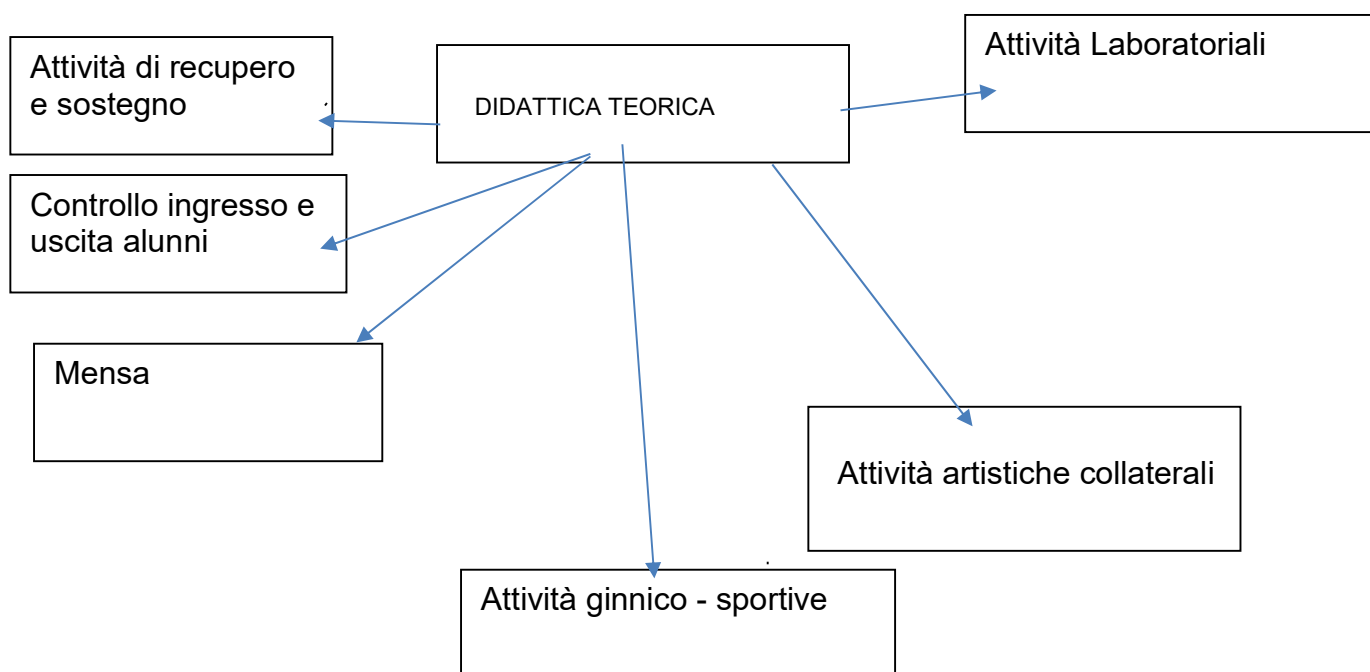 Attività di recupero
e sostegno
DIDATTICA TEORICA
Attività Laboratoriali
Controllo ingresso e
uscita alunni
Mensa
Attività artistiche collaterali
Attività ginnico - sportive